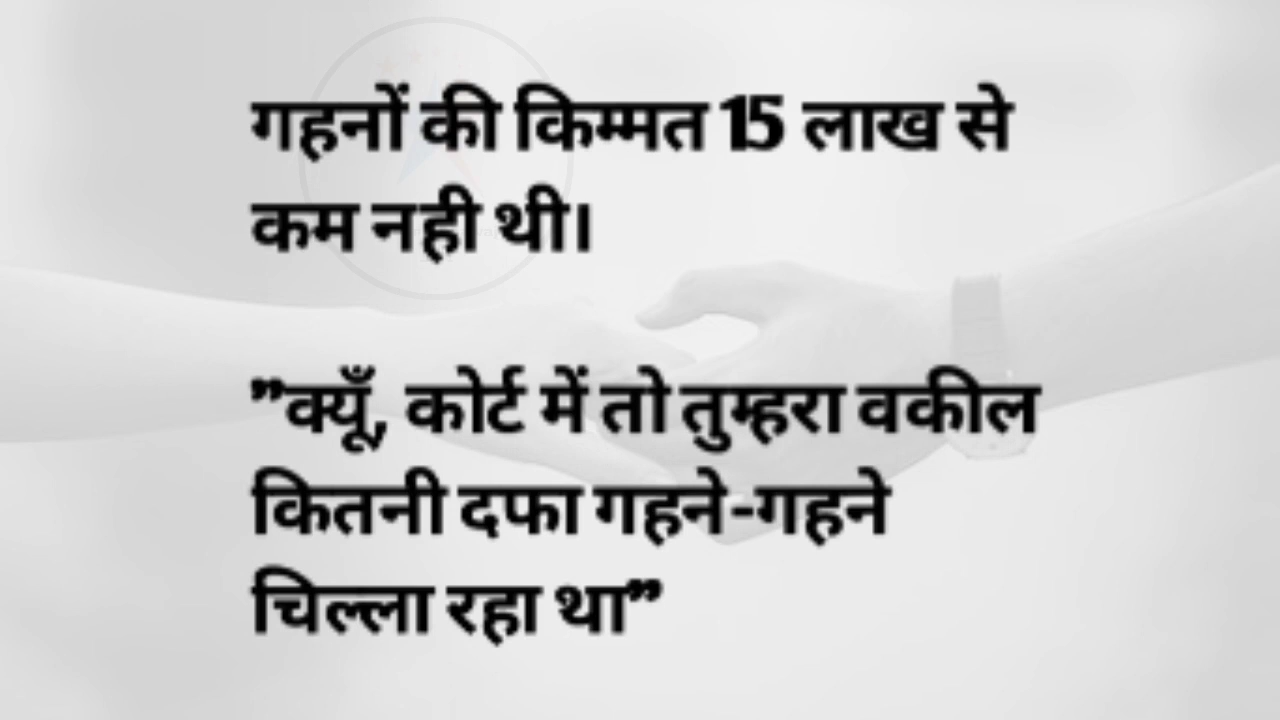 गहनों की किम्मत 15 लाख से
कम नही थी।
”क्यूँ, कोर्ट में तो तुम्हरा वकील
कितनी दफा गहने-गहने
चिल्ला रहा था”